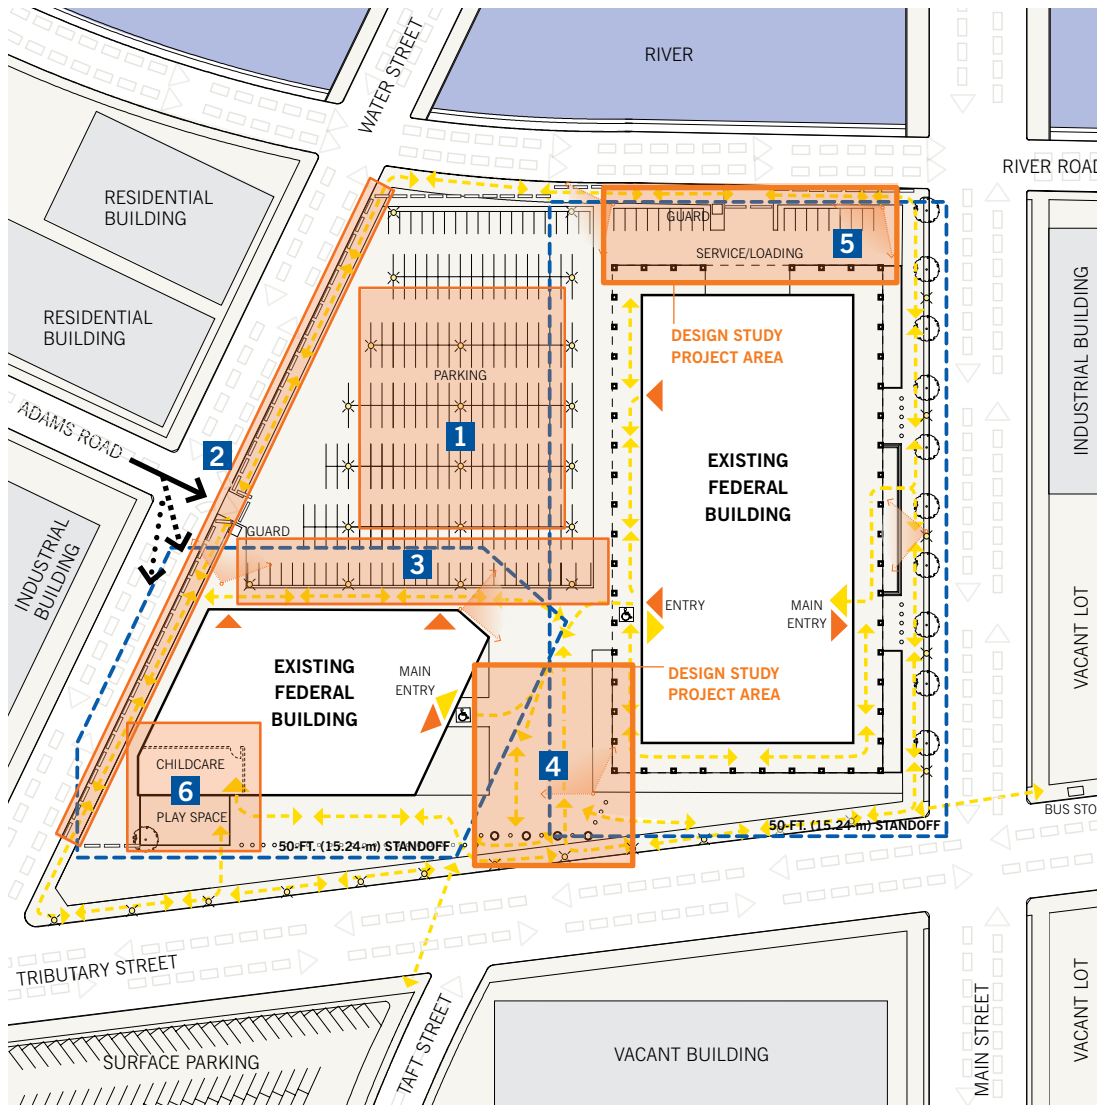 RIVER
WATER STREET
RIVER ROAD
RESIDENTIAL
BUILDING
GUARD
5
SERVICE/LOADING
RESIDENTIAL
BUILDING
DESIGN STUDY
PROJECT AREA
INDUSTRIAL BUILDING
PARKING
ADAMS ROAD
2
1
EXISTING
FEDERAL
BUILDING
GUARD
INDUSTRIAL
BUILDING
3
ENTRY
MAIN
ENTRY
VACANT LOT
EXISTING
FEDERAL
BUILDING
MAIN
ENTRY
DESIGN STUDY
PROJECT AREA
CHILDCARE
6
PLAY SPACE
4
BUS STO
50-FT. (15.24-m) STANDOFF
50-FT. (15.24-m) STANDOFF
TRIBUTARY STREET
SURFACE PARKING
TAFT STREET
VACANT BUILDING
MAIN STREET
VACANT LOT